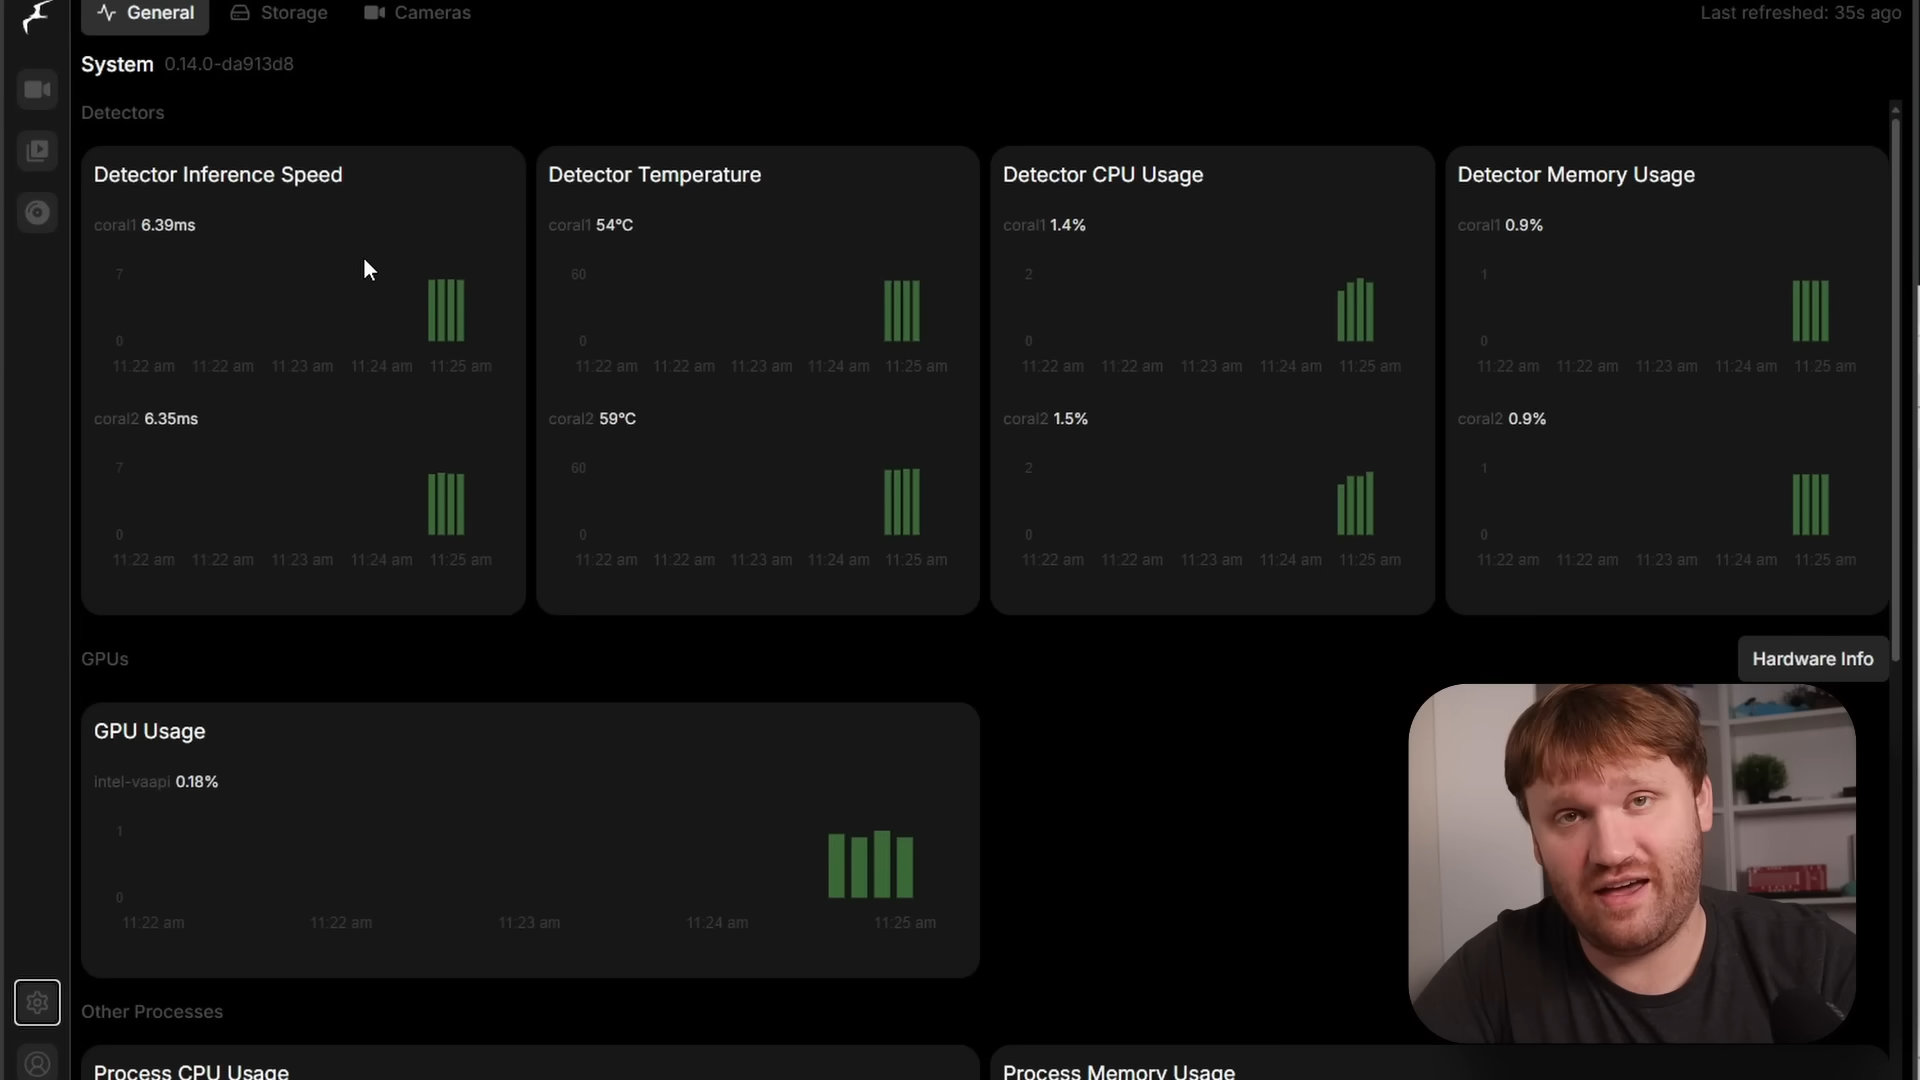 General
Storage
Cameras
Last refreshed: 35s ago
System 0.14.0-da913d8
Detectors
Detector Inference Speed
coral1 6.39ms
7
0
11:22 am 11:22 am 11:23 am 11:24 am 11:25 am
coral2 6.35ms
7
0
11:22 am 11:22 am 11:23 am 11:24 am 11:25 am
Detector Temperature
coral1 54°C
60
0
11:22 am 11:22 am 11:23 am 11:24 am 11:25 am
coral2 59°C
60
0
11:22 am 11:22 am 11:23 am 11:24 am 11:25 am
Detector CPU Usage
coral1 1.4%
2
0
11:22 am 11:22 am 11:23 am 11:24 am 11:25 am
coral2 1.5%
2
0
11:22 am 11:22 am 11:23 am 11:24 am 11:25 am
Detector Memory Usage
coral1 0.9%
1
0
11:22 am 11:22 am 11:23 am 11:24 am 11:25 am
coral2 0.9%
1
0
11:22 am 11:22 am 11:23 am 11:24 am 11:25 am
GPUs
Hardware Info
GPU Usage
intel-vaapi 0.18%
1
0
11:22 am 11:22 am 11:23 am 11:24 am 11:25 am
Other Processes
Process CPU Usage
Process Memory Usage